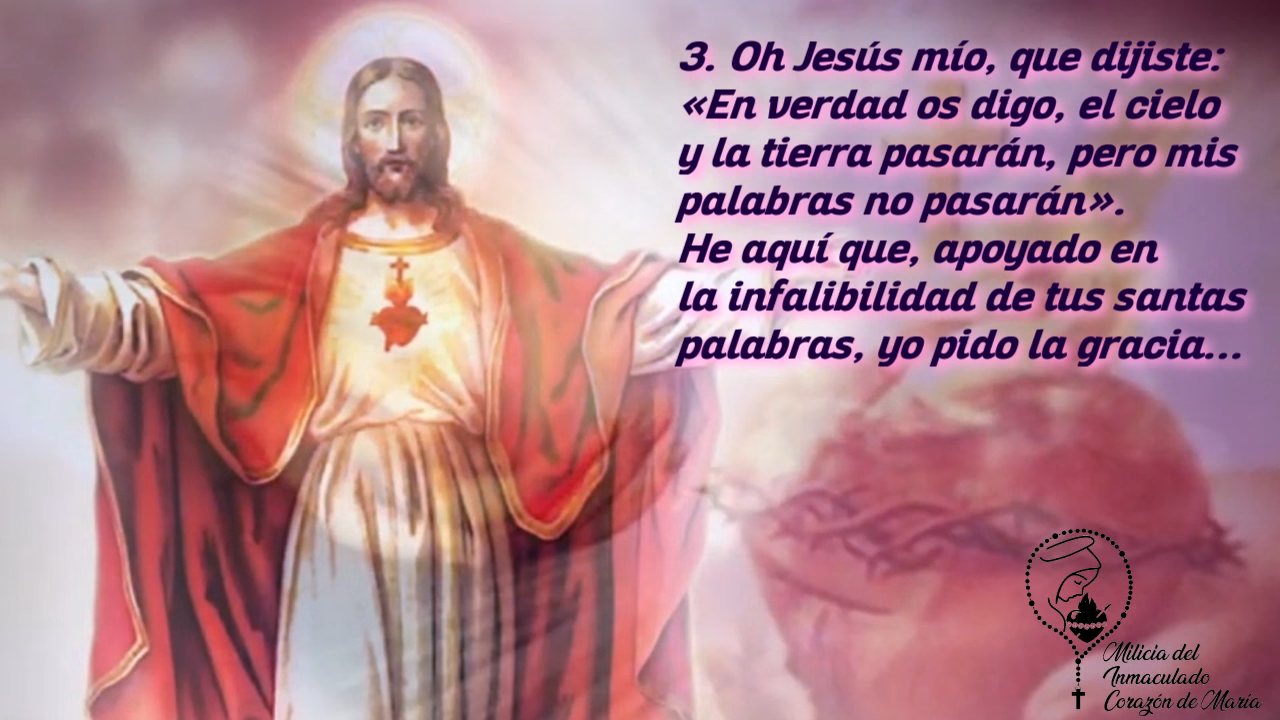 3. Oh Jesús mío, que dijiste:
«En verdad os digo, el cielo
y la tierra pasarán, pero mis
palabras no pasarán».
He aquí que, apoyado en
la infalibilidad de tus santas
palabras, yo pido la gracia...
Milicia del
Inmaculado
Corazón de Maria